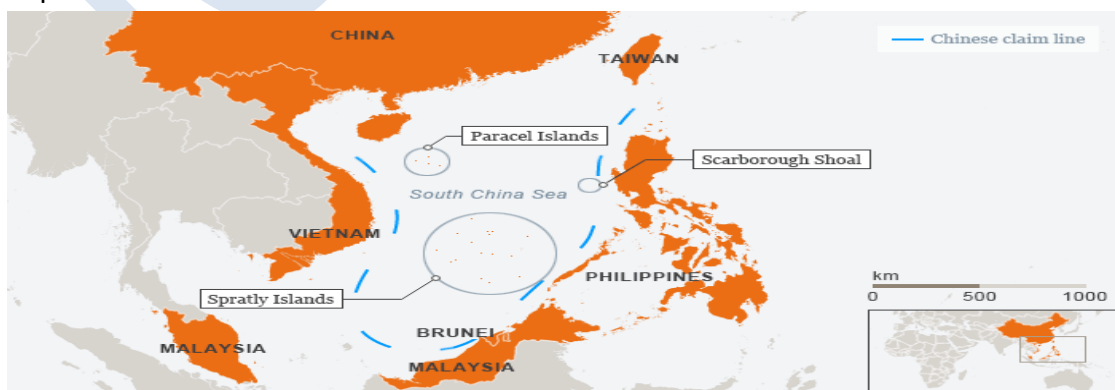 CHINA
Chinese claim line
TAIWAN
Paracel Islands
Scarborough Shoal
South China Sea
VIETNAM
PHILIPPINES
km
Spratly Islands
0 500 1000
BRUNEI
MALAYSIA
MALAYSIA